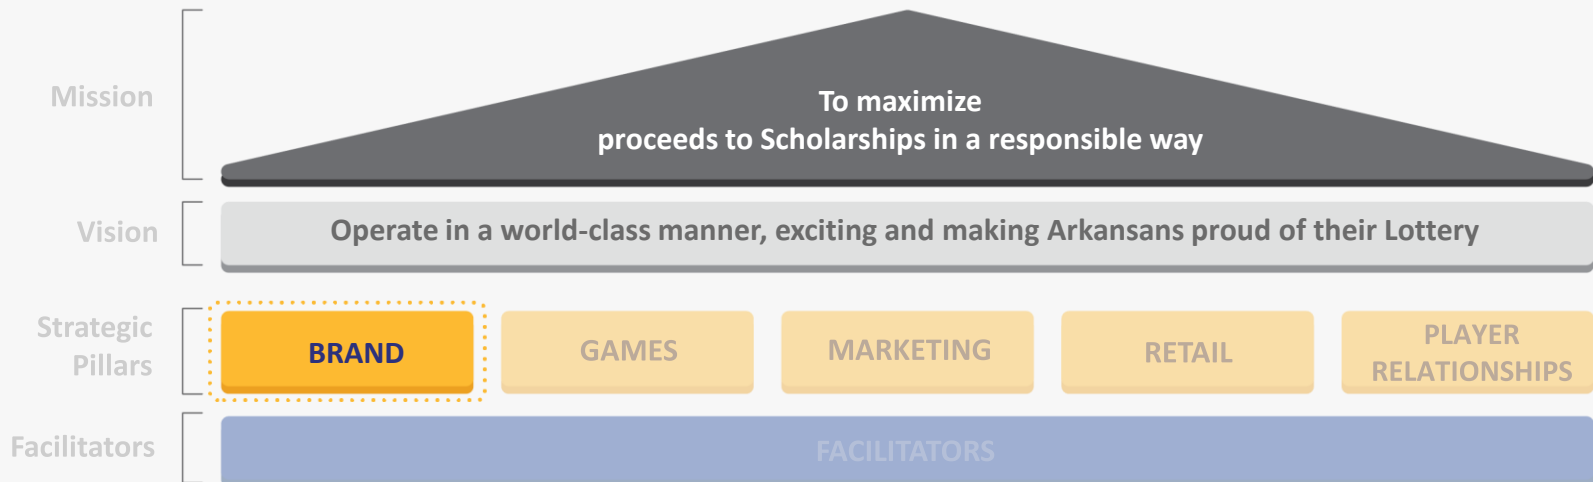 Mission
To maximize
proceeds to Scholarships in a responsible way
Vision
Operate in a world-class manner, exciting and making Arkansans proud of their Lottery
Strategic
Pillars
BRAND
GAMES
MARKETING
RETAIL
PLAYER
RELATIONSHIPS
Facilitators
FACILITATORS